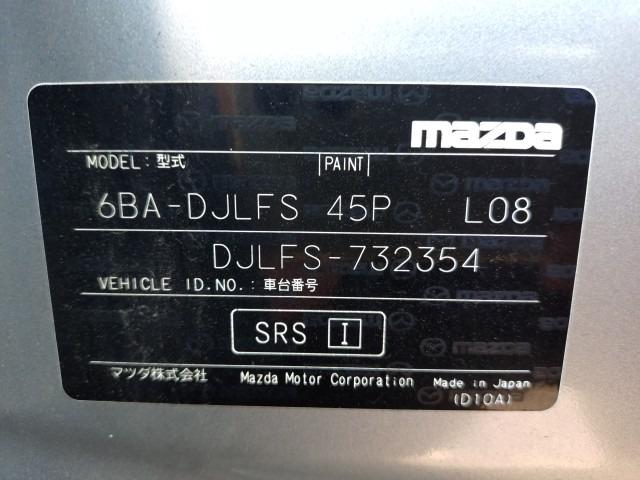 mazda
MODEL: 型式 PAINT
6BA-DJLFS 45P L08
DJLFS-732354
VEHICLE ID.NO.: 車台番号
SRS I
マツダ株式会社 Mazda Motor Corporation Made in Japan
(D10A)